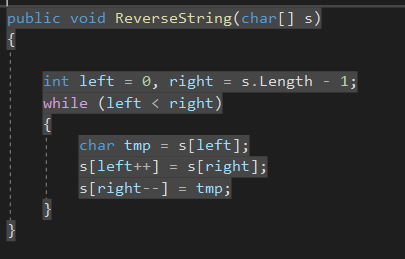 public void ReverseString(char[] s)
{
int left = 0, right = s.Length - 1;
while (left < right)
{
char tmp = s[left];
s[left++] = s[right];
s[right--] = tmp;
}
}